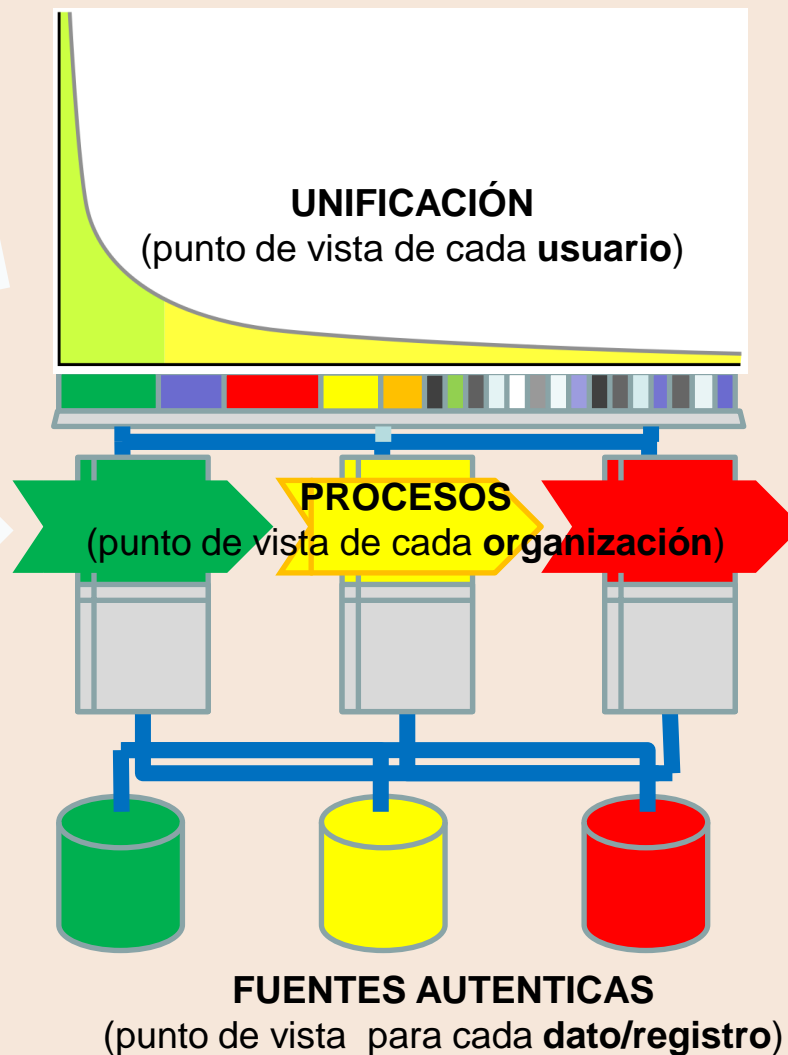 UNIFICACIÓN
(punto de vista de cada usuario)
PROCESOS
(punto de vista de cada organización)
FUENTES AUTENTICAS
(punto de vista  para cada dato/registro)